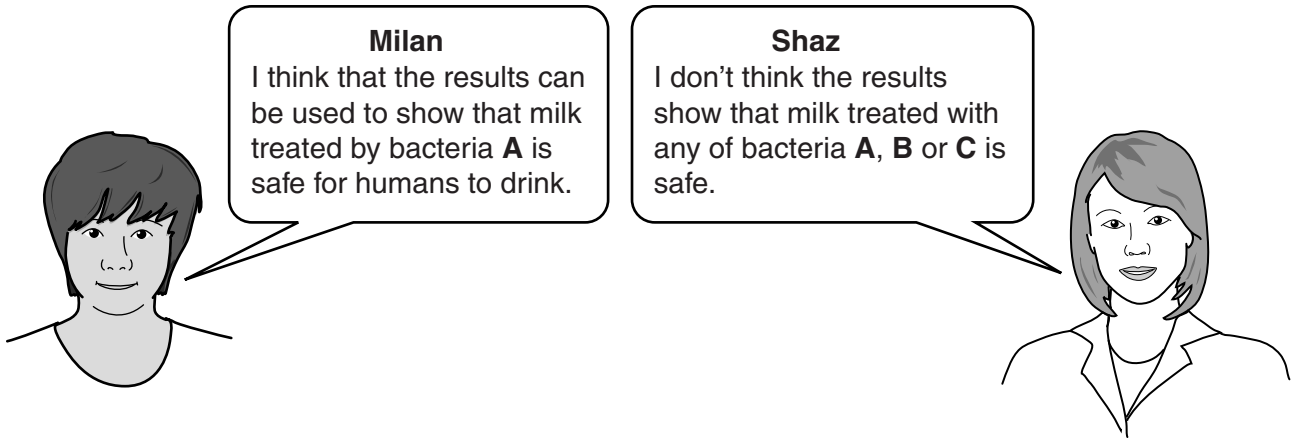 Milan
I think that the results can
be used to show that milk
treated by bacteria A is
safe for humans to drink.
Shaz
I don’t think the results
show that milk treated with
any of bacteria A, B or C is
safe.